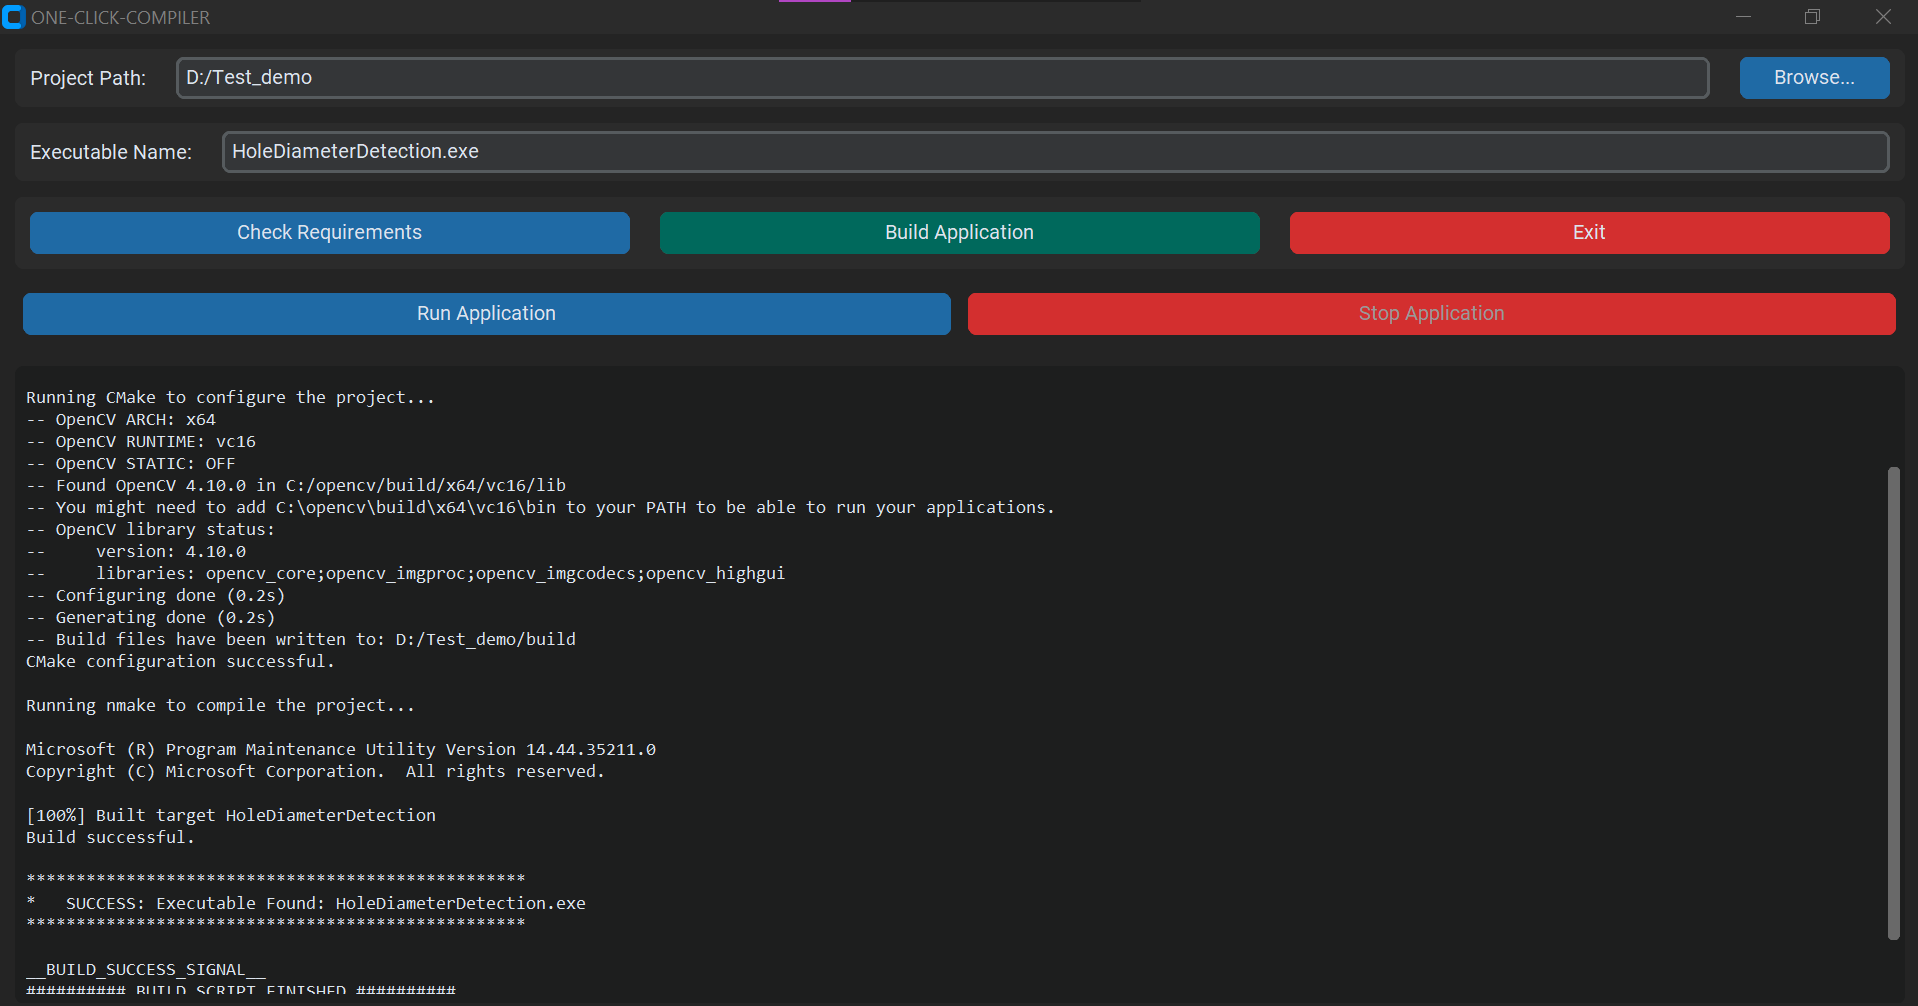 ONE-CLICK-COMPILER
Project Path: D:/Test_demo Browse...
Executable Name: HoleDiameterDetection.exe
Check Requirements Build Application Exit
Run Application Stop Application
Running CMake to configure the project...
-- OpenCV ARCH: x64
-- OpenCV RUNTIME: vc16
-- OpenCV STATIC: OFF
-- Found OpenCV 4.10.0 in C:/opencv/build/x64/vc16/lib
-- You might need to add C:\opencv\build\x64\vc16\bin to your PATH to be able to run your applications.
-- OpenCV library status:
--     version: 4.10.0
--     libraries: opencv_core;opencv_imgproc;opencv_imgcodecs;opencv_highgui
-- Configuring done (0.2s)
-- Generating done (0.2s)
-- Build files have been written to: D:/Test_demo/build
CMake configuration successful.
Running nmake to compile the project...
Microsoft (R) Program Maintenance Utility Version 14.44.35211.0
Copyright (C) Microsoft Corporation.  All rights reserved.
[100%] Built target HoleDiameterDetection
Build successful.
**************************************************
*   SUCCESS: Executable Found: HoleDiameterDetection.exe
**************************************************
__BUILD_SUCCESS_SIGNAL__
########## BUILD SCRIPT FINISHED ##########